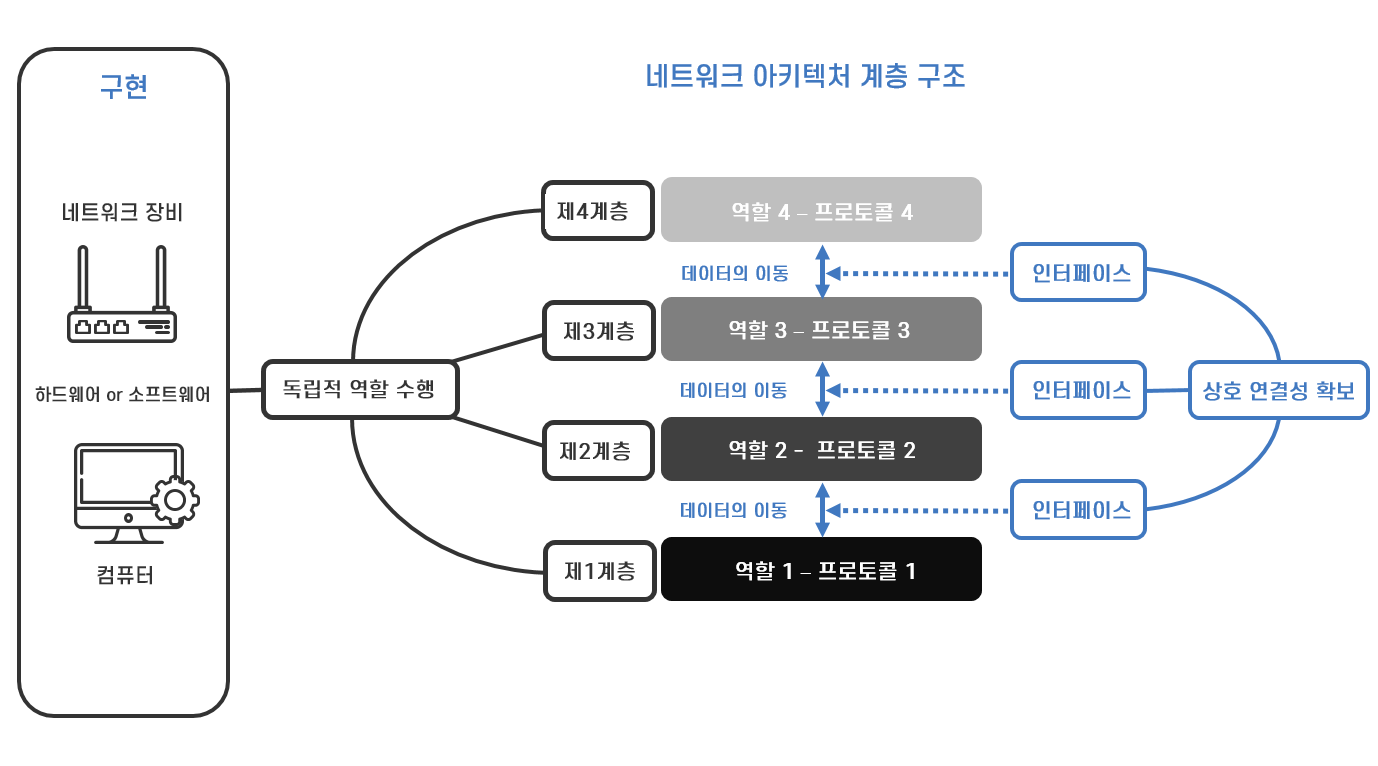 네트워크 아키텍처 계층 구조
구현
네트워크 장비
하드웨어 or 소프트웨어
컴퓨터
독립적 역할 수행
제4계층
역할 4 – 프로토콜 4
데이터의 이동
인터페이스
제3계층
역할 3 – 프로토콜 3
데이터의 이동
인터페이스
상호 연결성 확보
제2계층
역할 2 - 프로토콜 2
데이터의 이동
인터페이스
제1계층
역할 1 – 프로토콜 1